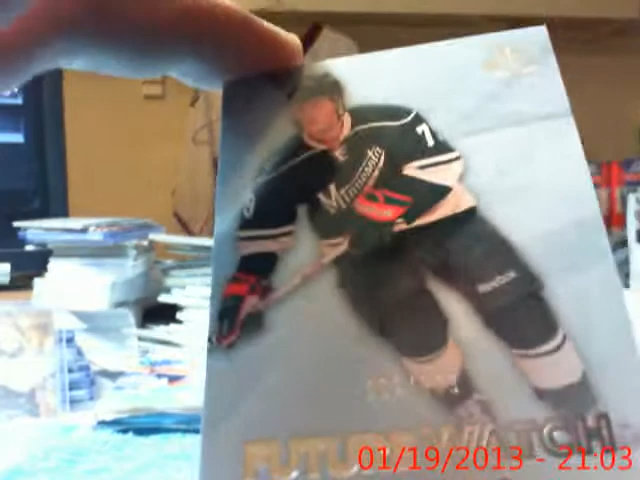 7
Minnesota
Reebok
FUTURE WATCH
01/19/2013 - 21:03